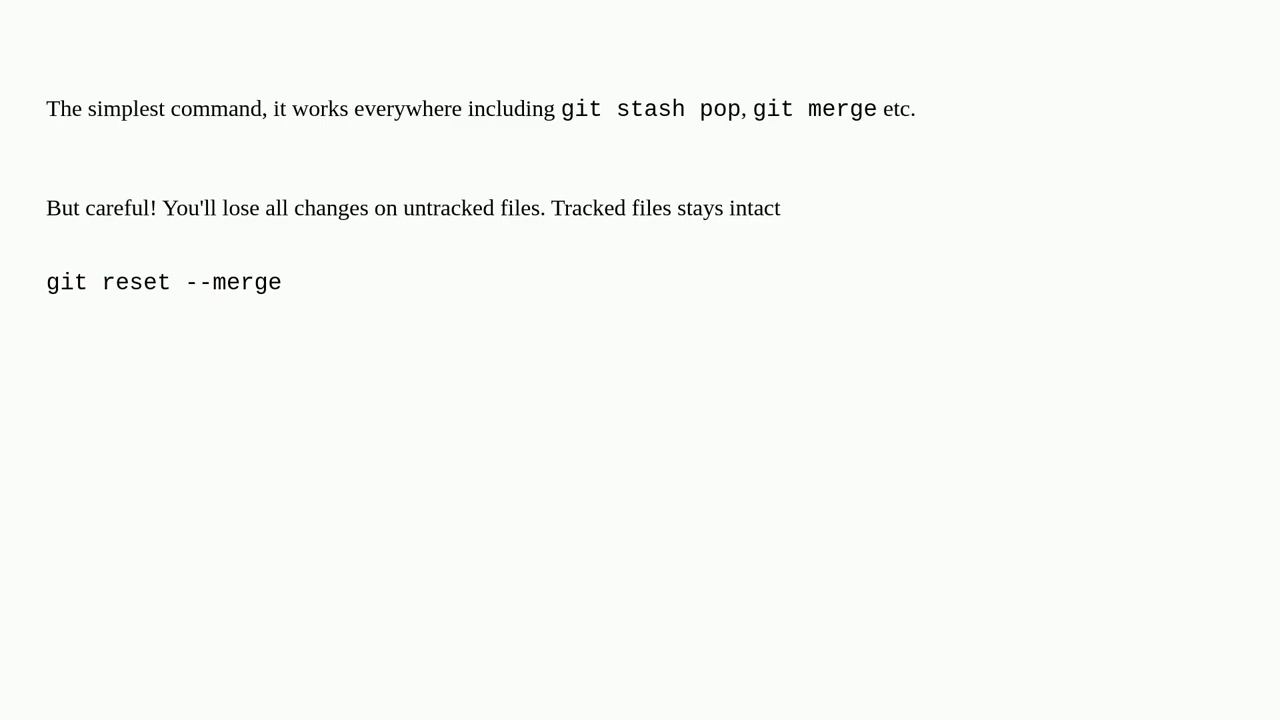 The simplest command, it works everywhere including git stash pop, git merge etc.
But careful! You'll lose all changes on untracked files. Tracked files stays intact
git reset --merge